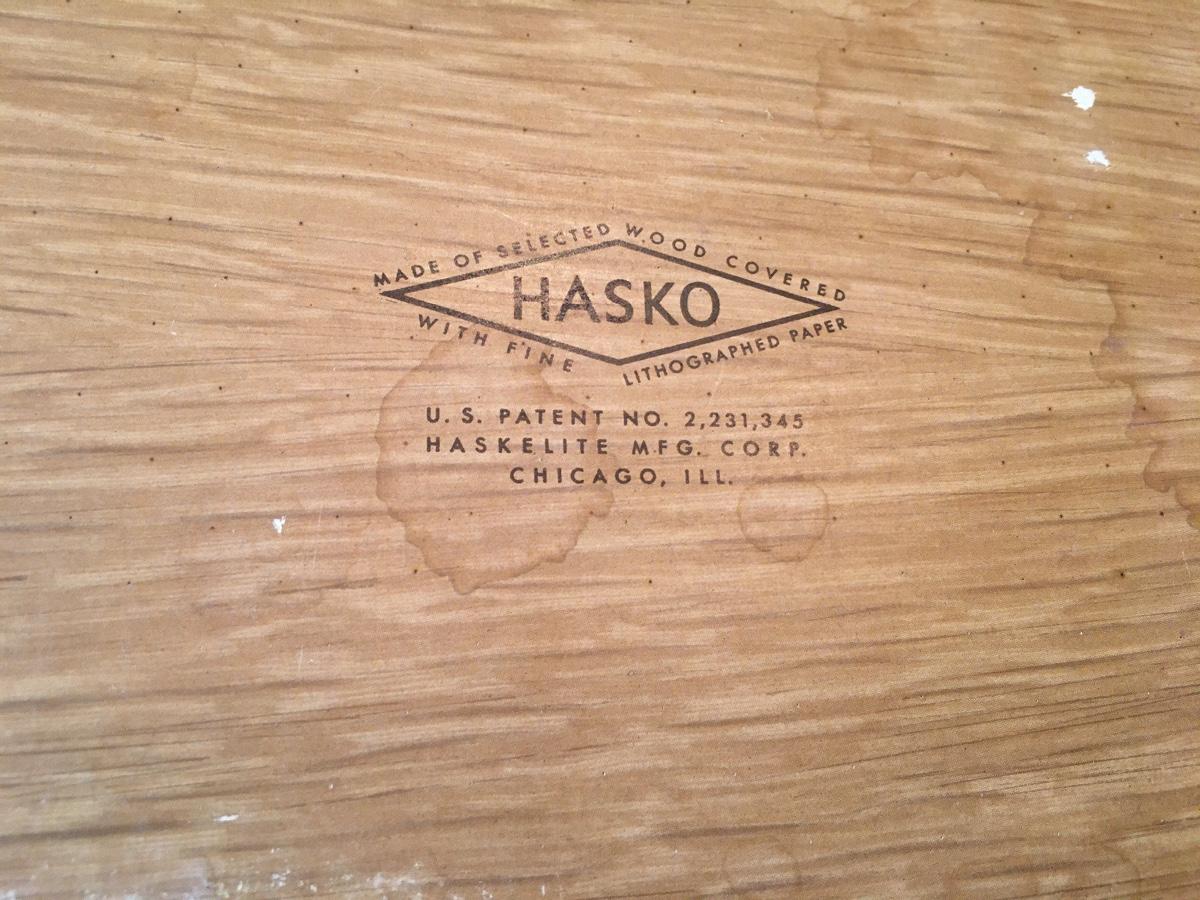 MADE OF SELECTED WOOD COVERED
HASKO
WITH FINE LITHOGRAPHED PAPER
U. S. PATENT NO. 2,231,345
HASKELITE MFG. CORP.
CHICAGO, ILL.